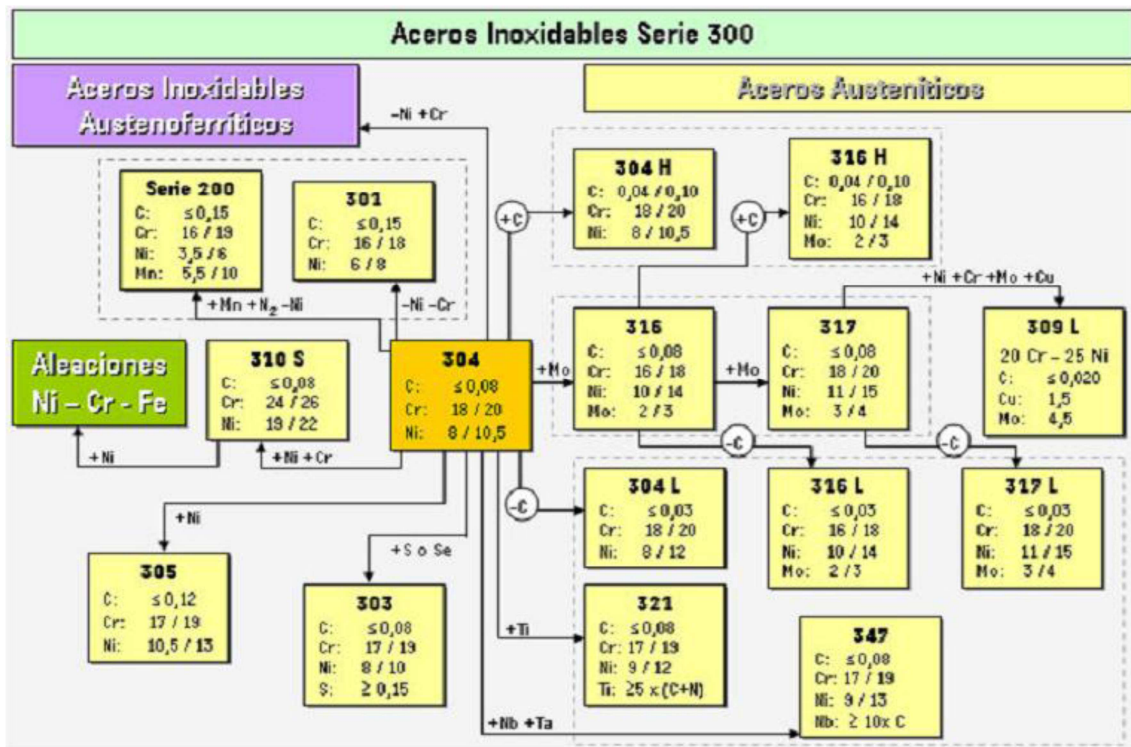 Aceros Inoxidables Serie 300
Aceros Inoxidables
Austenoferríticos
Aceros Austeníticos
-Ni +Cr
Serie 200
C: ≤0,15
Cr: 16 / 19
Ni: 3,5 / 6
Mn: 5,5 / 10
301
C: ≤0,15
Cr: 16 / 18
Ni: 6 / 8
304 H
C: 0,04 / 0,10
Cr: 18 / 20
Ni: 8 / 10,5
316 H
C: 0,04 / 0,10
Cr: 16 / 18
Ni: 10 / 14
Mo: 2 / 3
+C
+C
+Mn +N2 -Ni
-Ni -Cr
+Ni +Cr +Mo +Cu
Aleaciones
Ni – Cr - Fe
310 S
C: ≤0,08
Cr: 24 / 26
Ni: 19 / 22
304
C: ≤0,08
Cr: 18 / 20
Ni: 8 / 10,5
+Mo
316
C: ≤0,08
Cr: 16 / 18
Ni: 10 / 14
Mo: 2 / 3
+Mo
317
C: ≤0,08
Cr: 18 / 20
Ni: 11 / 15
Mo: 3 / 4
309 L
20 Cr – 25 Ni
C: ≤0,020
Cu: 1,5
Mo: 4,5
+Ni
+Ni +Cr
-C
-C
-C
304 L
C: ≤0,03
Cr: 18 / 20
Ni: 8 / 12
316 L
C: ≤0,03
Cr: 16 / 18
Ni: 10 / 14
Mo: 2 / 3
317 L
C: ≤0,03
Cr: 18 / 20
Ni: 11 / 15
Mo: 3 / 4
+Ni
+S o Se
305
C: ≤0,12
Cr: 17 / 19
Ni: 10,5 / 13
303
C: ≤0,08
Cr: 17 / 19
Ni: 8 / 10
S: ≥ 0,15
+Ti
321
C: ≤0,08
Cr: 17 / 19
Ni: 9 / 12
Ti: ≥5 x (C+N)
+Nb +Ta
347
C: ≤0,08
Cr: 17 / 19
Ni: 9 / 13
Nb: ≥ 10x C